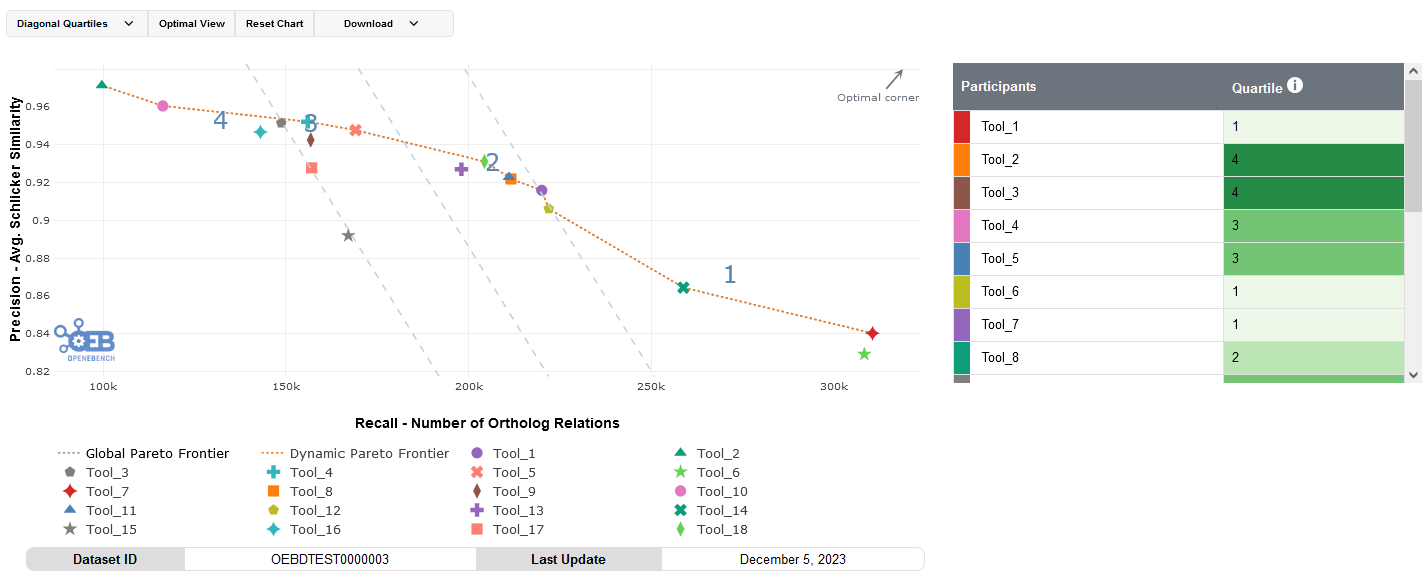 Diagonal Quartiles Optimal View Reset Chart Download
Precision - Avg. Schlicker Similarity
0.96
0.94
0.92
0.9
0.88
0.86
0.84
0.82
100k 150k 200k 250k 300k
4 3 2 1
Optimal corner
OEB
OPENEBENCH
Recall - Number of Ortholog Relations
Global Pareto Frontier Dynamic Pareto Frontier Tool_1 Tool_2
Tool_3 Tool_4 Tool_5 Tool_6
Tool_7 Tool_8 Tool_9 Tool_10
Tool_11 Tool_12 Tool_13 Tool_14
Tool_15 Tool_16 Tool_17 Tool_18
Dataset ID OEBDTEST0000003 Last Update December 5, 2023
Participants Quartile i
Tool_1 1
Tool_2 4
Tool_3 4
Tool_4 3
Tool_5 3
Tool_6 1
Tool_7 1
Tool_8 2